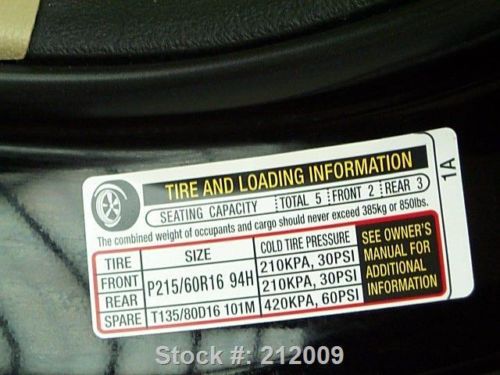 TIRE AND LOADING INFORMATION
SEATING CAPACITY TOTAL 5 FRONT 2 REAR 3
The combined weight of occupants and cargo should never exceed 385kg or 850lbs.
TIRE SIZE COLD TIRE PRESSURE
FRONT P215/60R16 94H 210KPA, 30PSI
REAR 210KPA, 30PSI
SPARE T135/80D16 101M 420KPA, 60PSI
SEE OWNER'S
MANUAL FOR
ADDITIONAL
INFORMATION
1A
Stock #: 212009